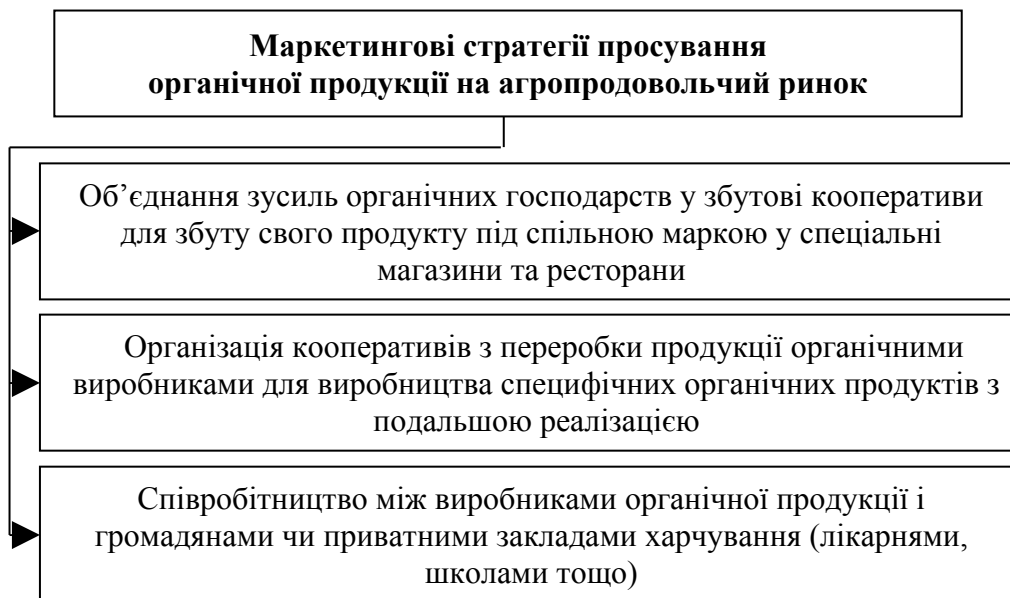 Маркетингові стратегії просування
органічної продукції на агропродовольчий ринок
Об’єднання зусиль органічних господарств у збутові кооперативи
для збуту свого продукту під спільною маркою у спеціальні
магазини та ресторани
Організація кооперативів з переробки продукції органічними
виробниками для виробництва специфічних органічних продуктів з
подальшою реалізацією
Співробітництво між виробниками органічної продукції і
громадянами чи приватними закладами харчування (лікарнями,
школами тощо)